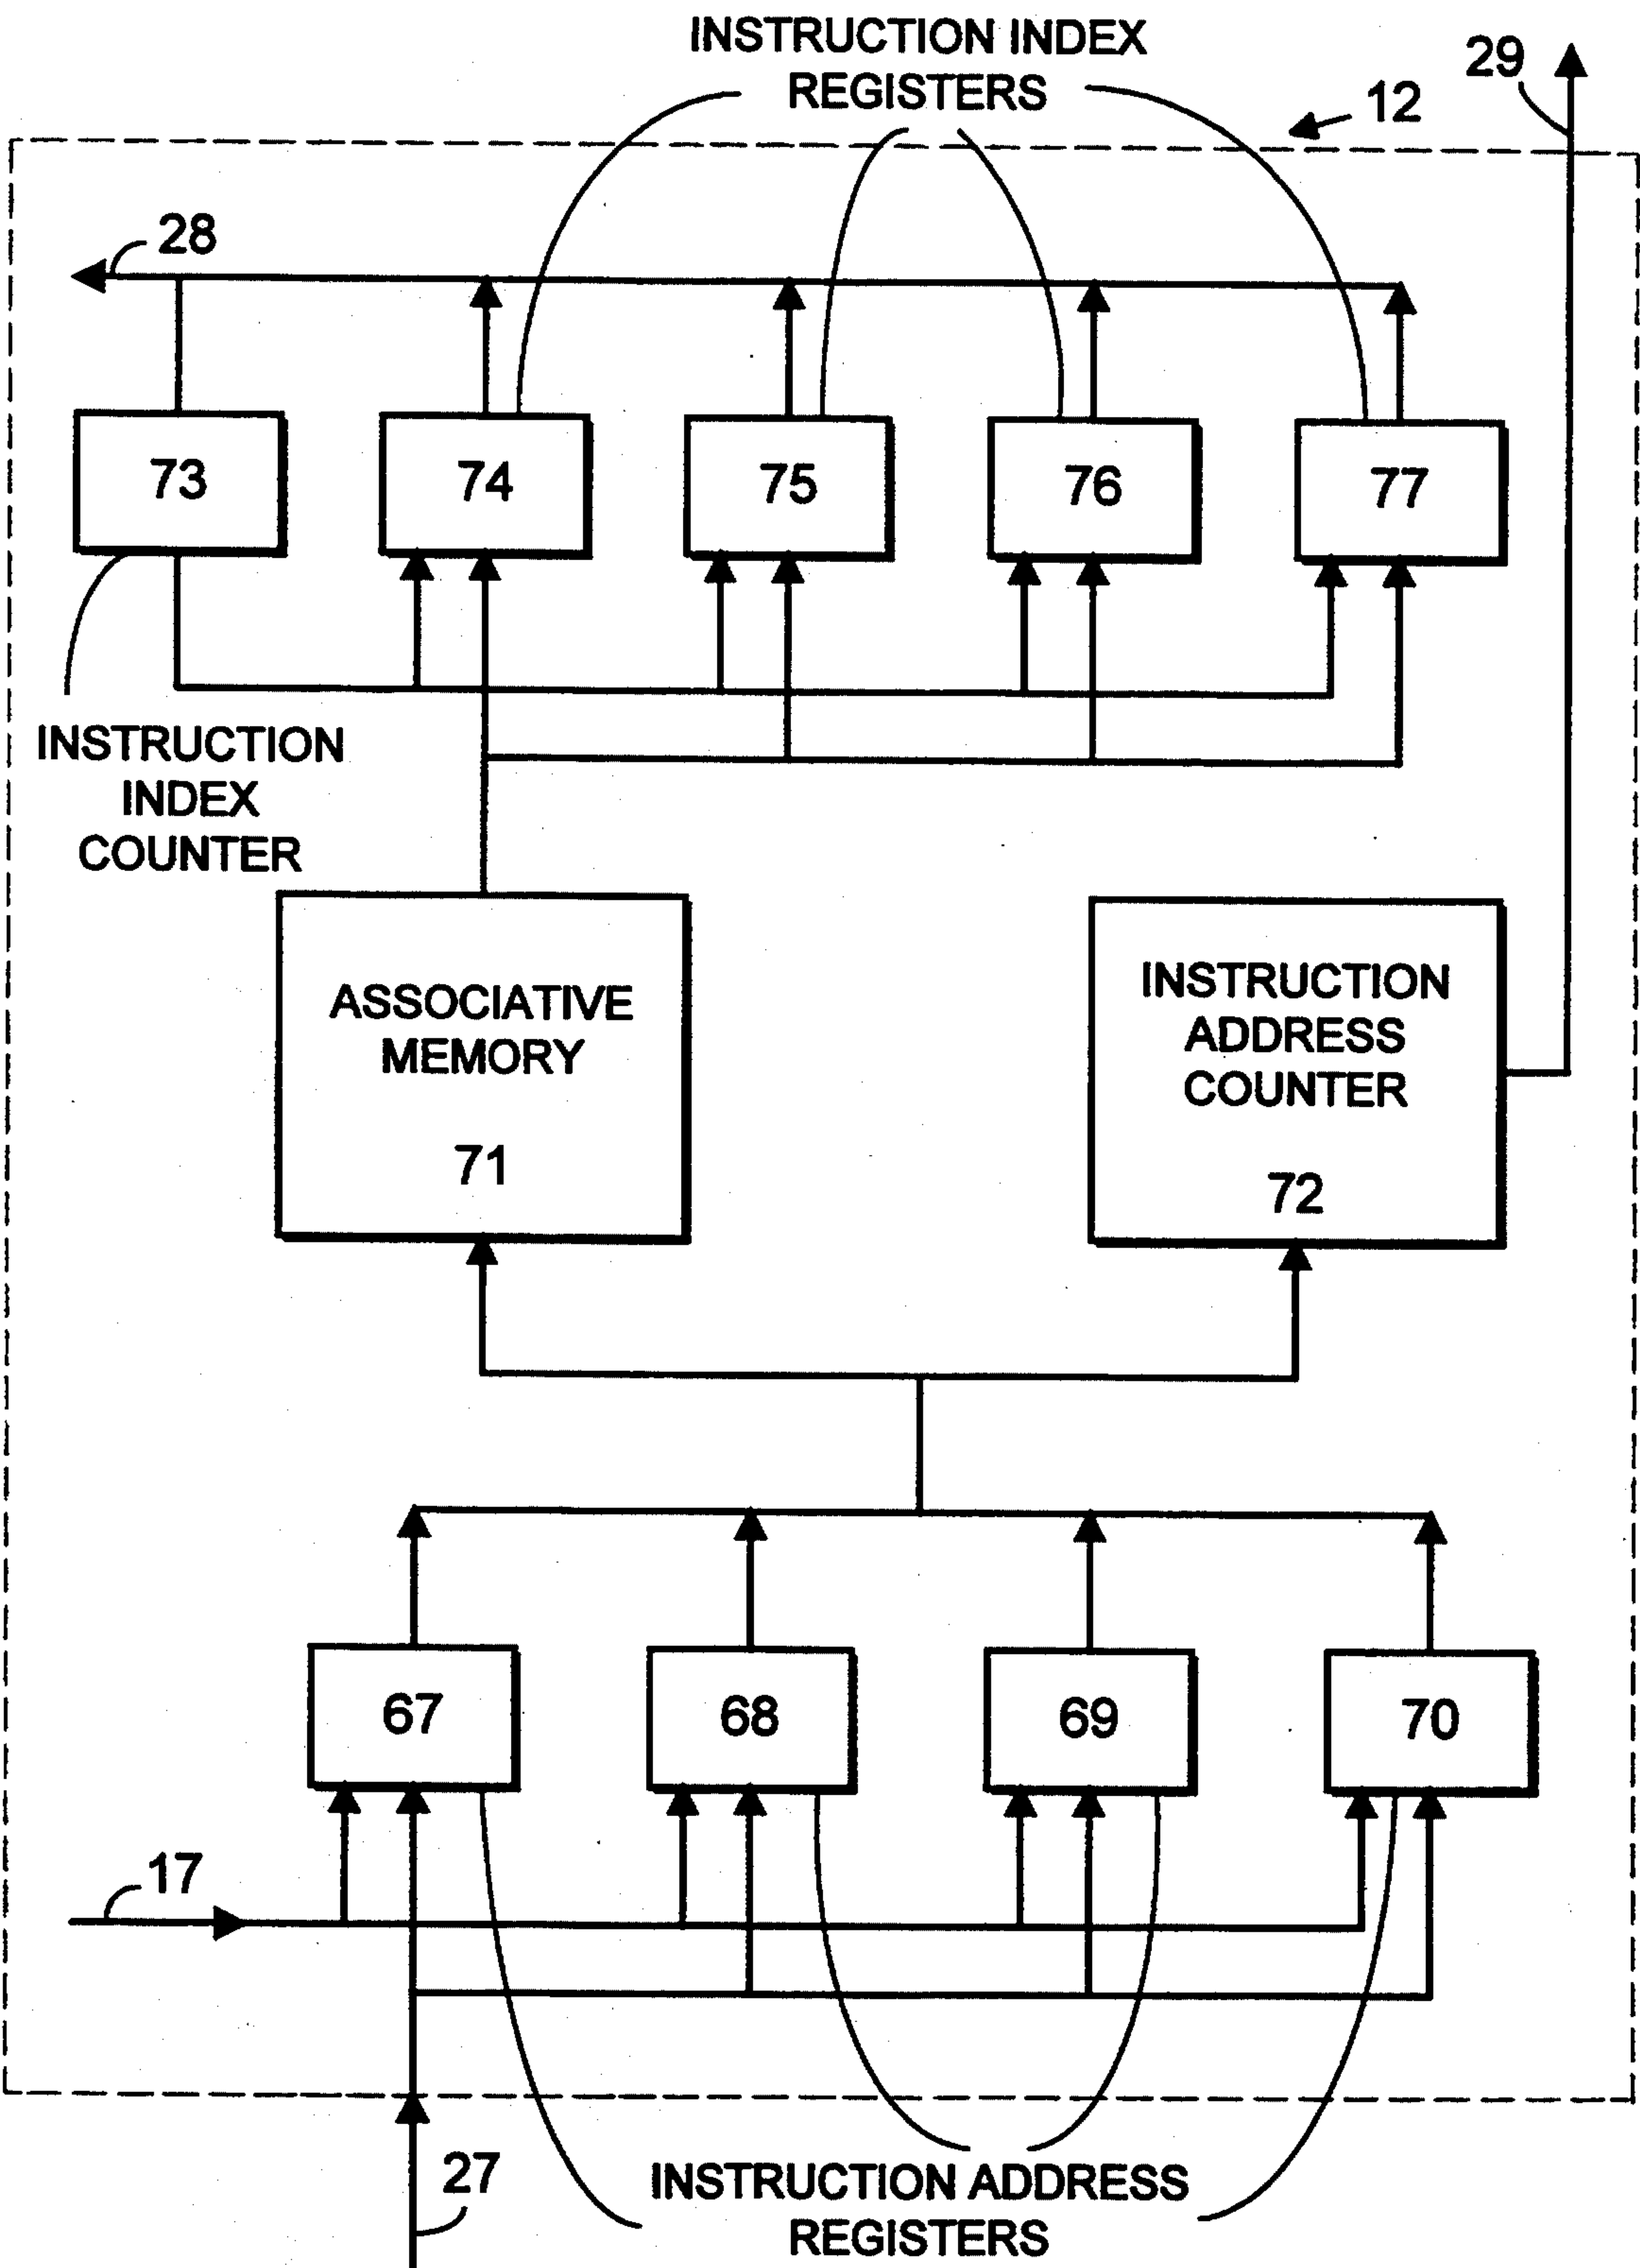 INSTRUCTION INDEX
REGISTERS
29
12
28
73
74
75
76
77
INSTRUCTION
INDEX
COUNTER
ASSOCIATIVE
MEMORY
71
INSTRUCTION
ADDRESS
COUNTER
72
67
68
69
70
17
27
INSTRUCTION ADDRESS
REGISTERS